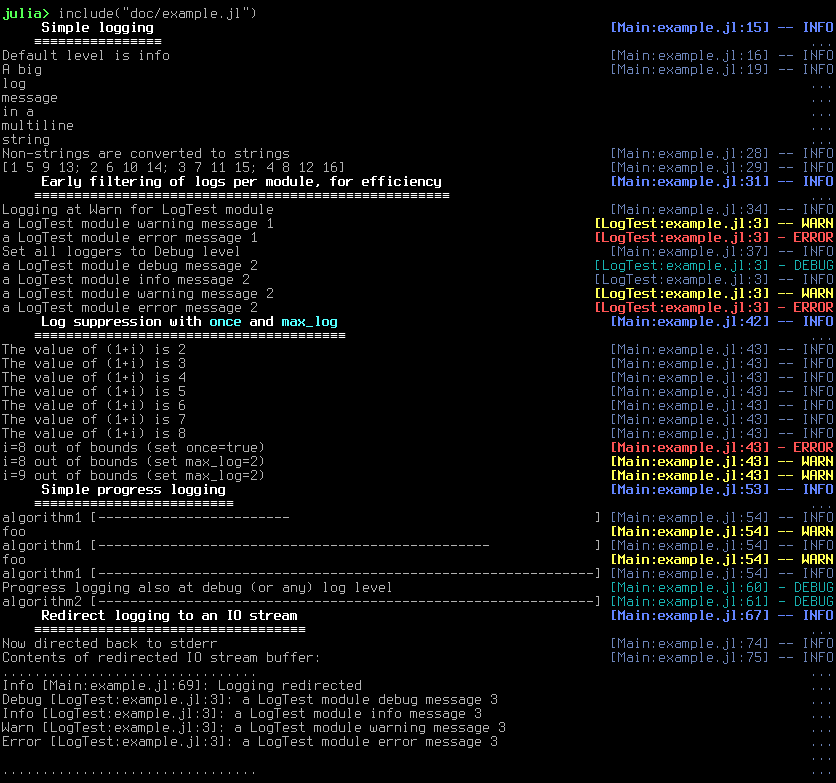 julia> include("doc/example.jl")
Simple logging [Main:example.jl:15] -- INFO
================ ...
Default level is info [Main:example.jl:16] -- INFO
A big [Main:example.jl:19] -- INFO
log ...
message ...
in a ...
multiline ...
string ...
Non-strings are converted to strings [Main:example.jl:28] -- INFO
[1 5 9 13; 2 6 10 14; 3 7 11 15; 4 8 12 16] [Main:example.jl:29] -- INFO
Early filtering of logs per module, for efficiency [Main:example.jl:31] -- INFO
==================================================== ...
Logging at Warn for LogTest module [Main:example.jl:34] -- INFO
a LogTest module warning message 1 [LogTest:example.jl:3] -- WARN
a LogTest module error message 1 [LogTest:example.jl:3] - ERROR
Set all loggers to Debug level [Main:example.jl:37] -- INFO
a LogTest module debug message 2 [LogTest:example.jl:3] - DEBUG
a LogTest module info message 2 [LogTest:example.jl:3] -- INFO
a LogTest module warning message 2 [LogTest:example.jl:3] -- WARN
a LogTest module error message 2 [LogTest:example.jl:3] - ERROR
Log suppression with once and max_log [Main:example.jl:42] -- INFO
======================================= ...
The value of (1+i) is 2 [Main:example.jl:43] -- INFO
The value of (1+i) is 3 [Main:example.jl:43] -- INFO
The value of (1+i) is 4 [Main:example.jl:43] -- INFO
The value of (1+i) is 5 [Main:example.jl:43] -- INFO
The value of (1+i) is 6 [Main:example.jl:43] -- INFO
The value of (1+i) is 7 [Main:example.jl:43] -- INFO
The value of (1+i) is 8 [Main:example.jl:43] -- INFO
i=8 out of bounds (set once=true) [Main:example.jl:43] - ERROR
i=8 out of bounds (set max_log=2) [Main:example.jl:43] -- WARN
i=9 out of bounds (set max_log=2) [Main:example.jl:43] -- WARN
Simple progress logging [Main:example.jl:53] -- INFO
========================= ...
algorithm1 [------------------------ ] [Main:example.jl:54] -- INFO
foo [Main:example.jl:54] -- WARN
algorithm1 [------------------------------------------------- ] [Main:example.jl:54] -- INFO
foo [Main:example.jl:54] -- WARN
algorithm1 [--------------------------------------------------------------] [Main:example.jl:54] -- INFO
Progress logging also at debug (or any) log level [Main:example.jl:60] - DEBUG
algorithm2 [--------------------------------------------------------------] [Main:example.jl:61] - DEBUG
Redirect logging to an IO stream [Main:example.jl:67] -- INFO
================================== ...
Now directed back to stderr [Main:example.jl:74] -- INFO
Contents of redirected IO stream buffer: [Main:example.jl:75] -- INFO
................................ ...
Info [Main:example.jl:69]: Logging redirected ...
Debug [LogTest:example.jl:3]: a LogTest module debug message 3 ...
Info [LogTest:example.jl:3]: a LogTest module info message 3 ...
Warn [LogTest:example.jl:3]: a LogTest module warning message 3 ...
Error [LogTest:example.jl:3]: a LogTest module error message 3 ...
...
................................ ...